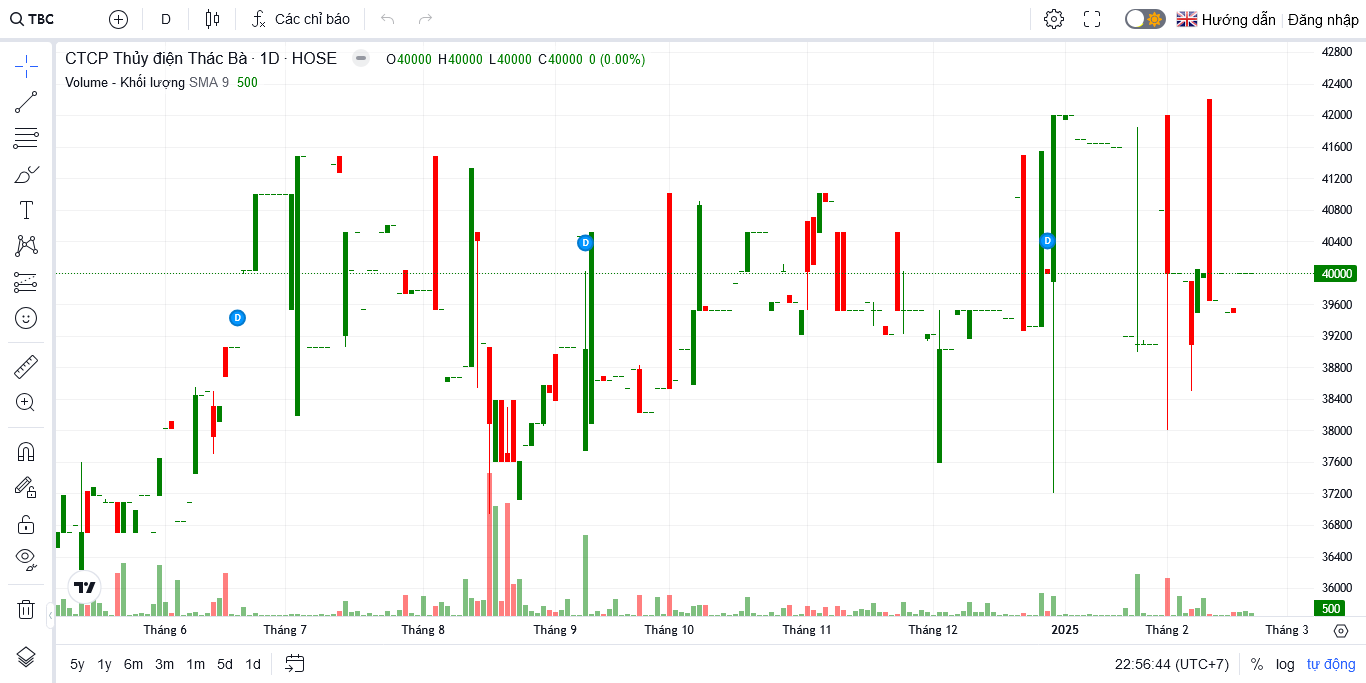 TBC D Các chỉ báo Hướng dẫn Đăng nhập
CTCP Thủy điện Thác Bà · 1D · HOSE O40000 H40000 L40000 C40000 0 (0.00%)
Volume - Khối lượng SMA 9 500
42800
42400
42000
41600
41200
40800
40400
40000
39600
39200
38800
38400
38000
37600
37200
36800
36400
36000
500
D
D
D
Tháng 6 Tháng 7 Tháng 8 Tháng 9 Tháng 10 Tháng 11 Tháng 12 2025 Tháng 2 Tháng 3
5y 1y 6m 3m 1m 5d 1d 22:56:44 (UTC+7) % log tự động